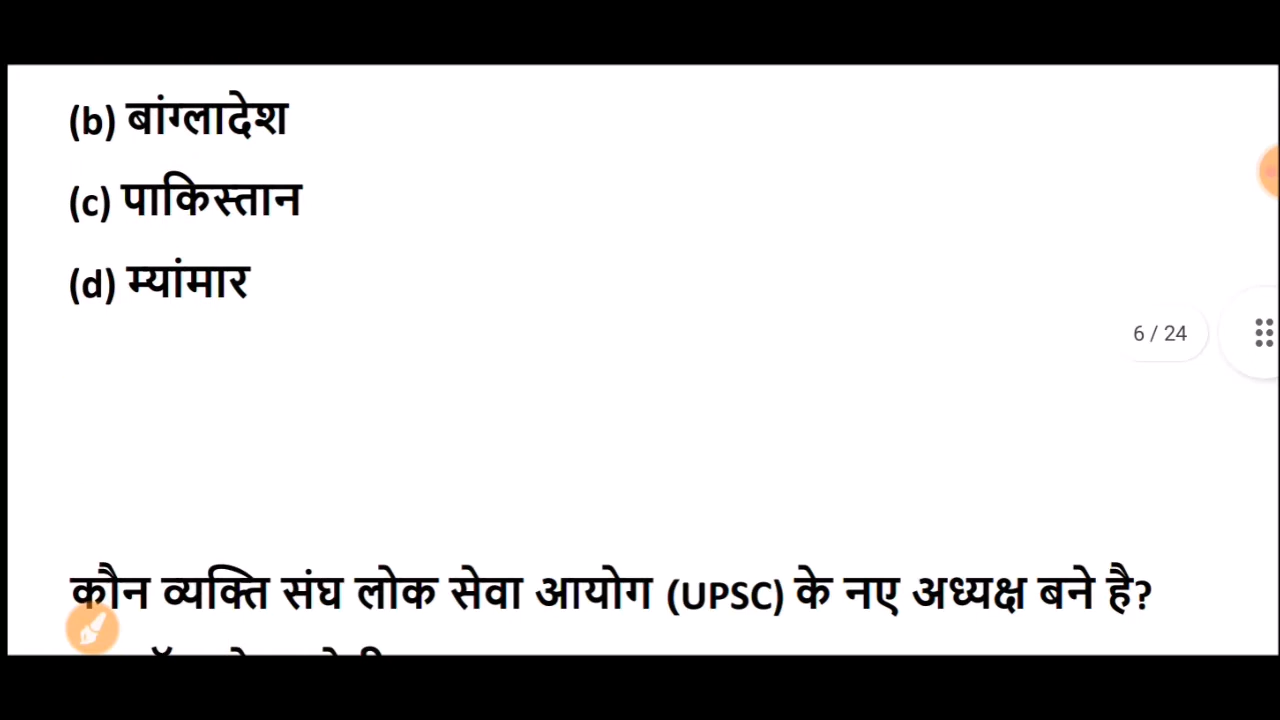 (b) बांग्लादेश
(c) पाकिस्तान
(d) म्यांमार
6 / 24
कौन व्यक्ति संघ लोक सेवा आयोग (UPSC) के नए अध्यक्ष बने है?